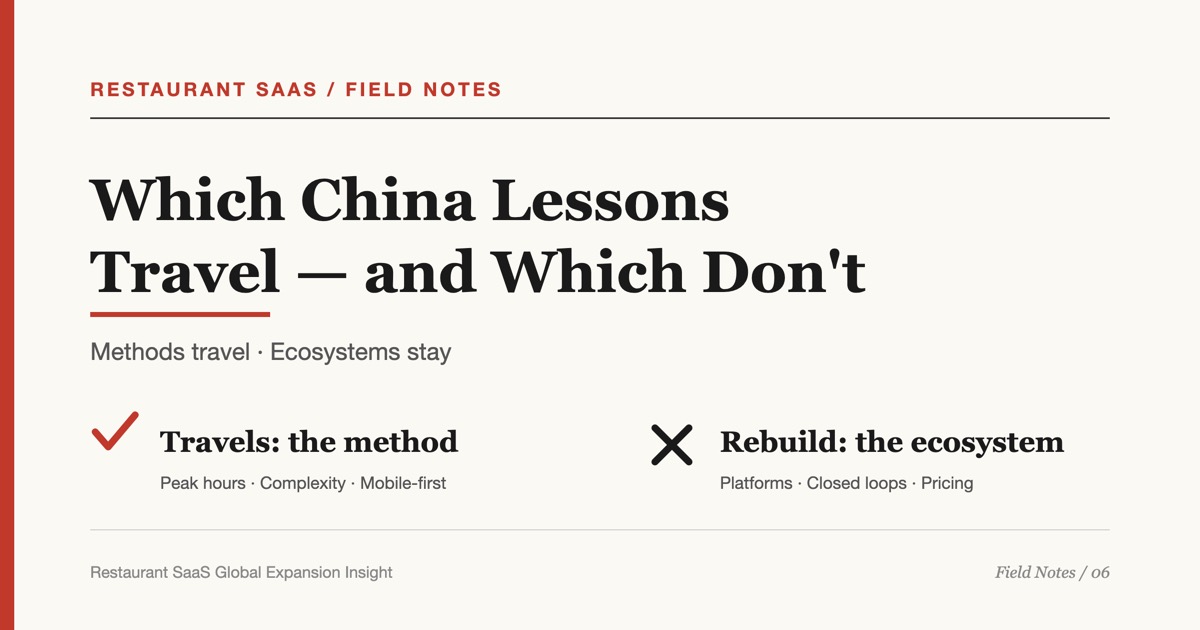 RESTAURANT SAAS / FIELD NOTES
Which China Lessons
Travel — and Which Don't
Methods travel · Ecosystems stay
Travels: the method
Peak hours · Complexity · Mobile-first
Rebuild: the ecosystem
Platforms · Closed loops · Pricing
Restaurant SaaS Global Expansion Insight
Field Notes / 06